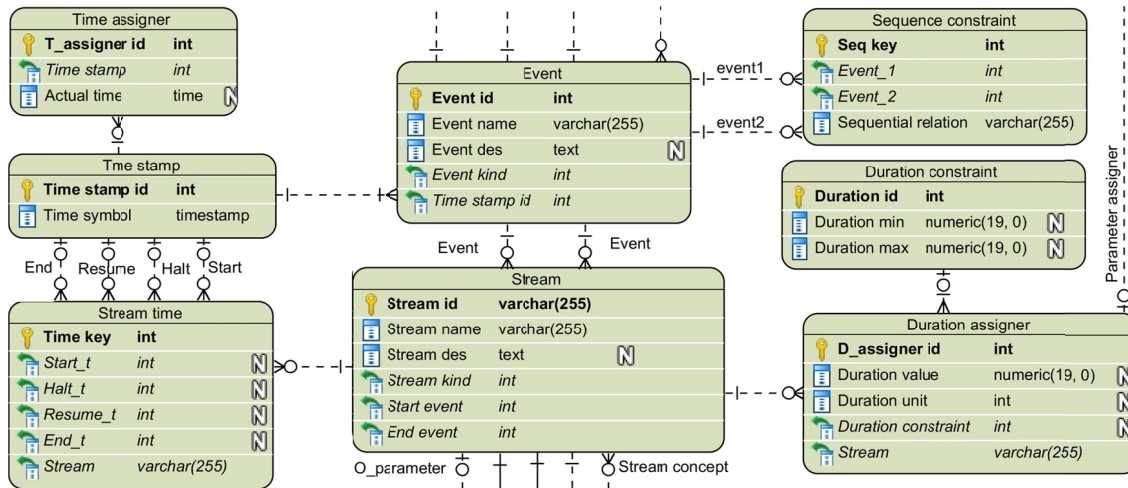 Time assigner
T_assigner id int
Time stamp int
Actual time time N
Tme stamp
Time stamp id int
Time symbol timestamp
End
Resume
Halt
Start
Stream time
Time key int
Start_t int N
Halt_t int N
Resume_t int N
End_t int N
Stream varchar(255)
Event
Event id int
Event name varchar(255)
Event des text N
Event kind int
Time stamp id int
event1
event2
Event
Event
Stream
Stream id varchar(255)
Stream name varchar(255)
Stream des text N
Stream kind int
Start event int
End event int
O_parameter
Stream concept
Sequence constraint
Seq key int
Event_1 int
Event_2 int
Sequential relation varchar(255)
Duration constraint
Duration id int
Duration min numeric(19, 0) N
Duration max numeric(19, 0) N
Parameter assigner
Duration assigner
D_assigner id int
Duration value numeric(19, 0) N
Duration unit int N
Duration constraint int N
Stream varchar(255)